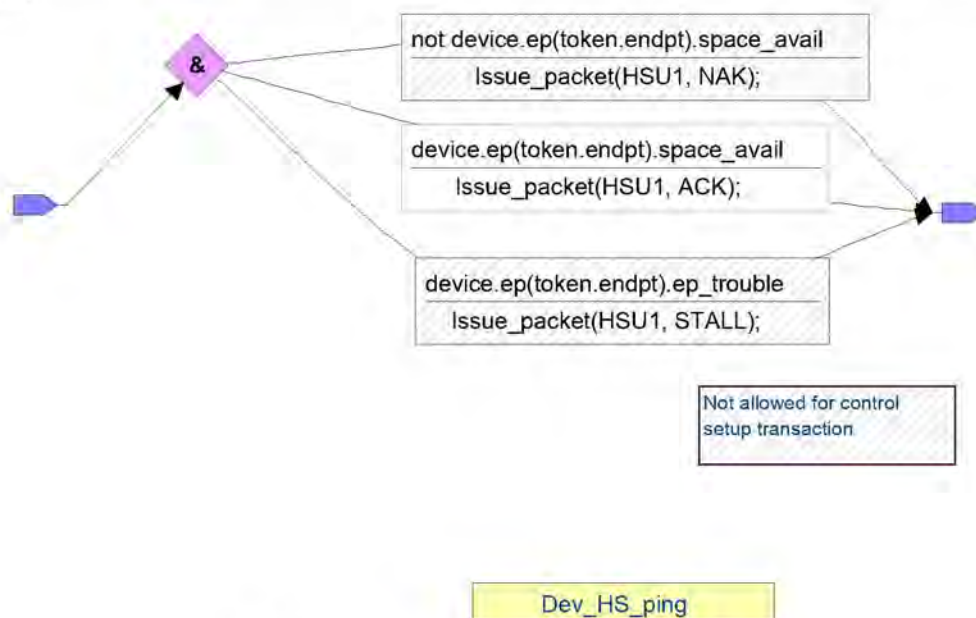 &
not device.ep(token.endpt).space_avail
Issue_packet(HSU1, NAK);
device.ep(token.endpt).space_avail
Issue_packet(HSU1, ACK);
device.ep(token.endpt).ep_trouble
Issue_packet(HSU1, STALL);
Not allowed for control
setup transaction
Dev_HS_ping